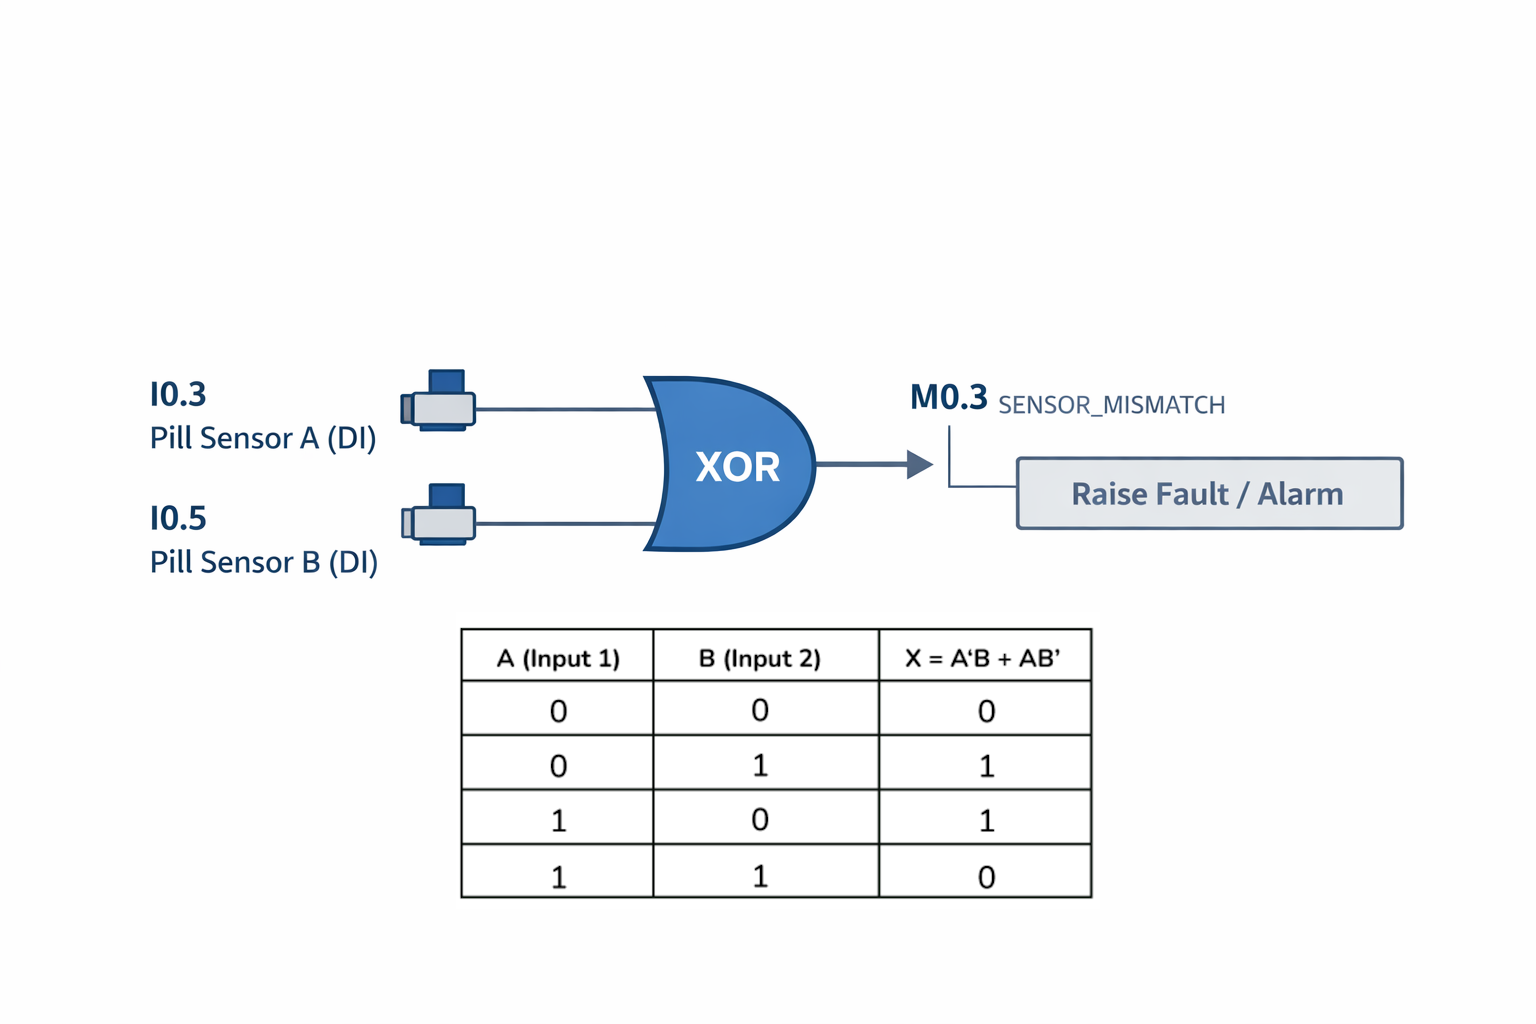 I0.3
Pill Sensor A (DI)
I0.5
Pill Sensor B (DI)
XOR
M0.3 SENSOR_MISMATCH
Raise Fault / Alarm
A (Input 1) B (Input 2) X = A‘B + AB’
0 0 0
0 1 1
1 0 1
1 1 0